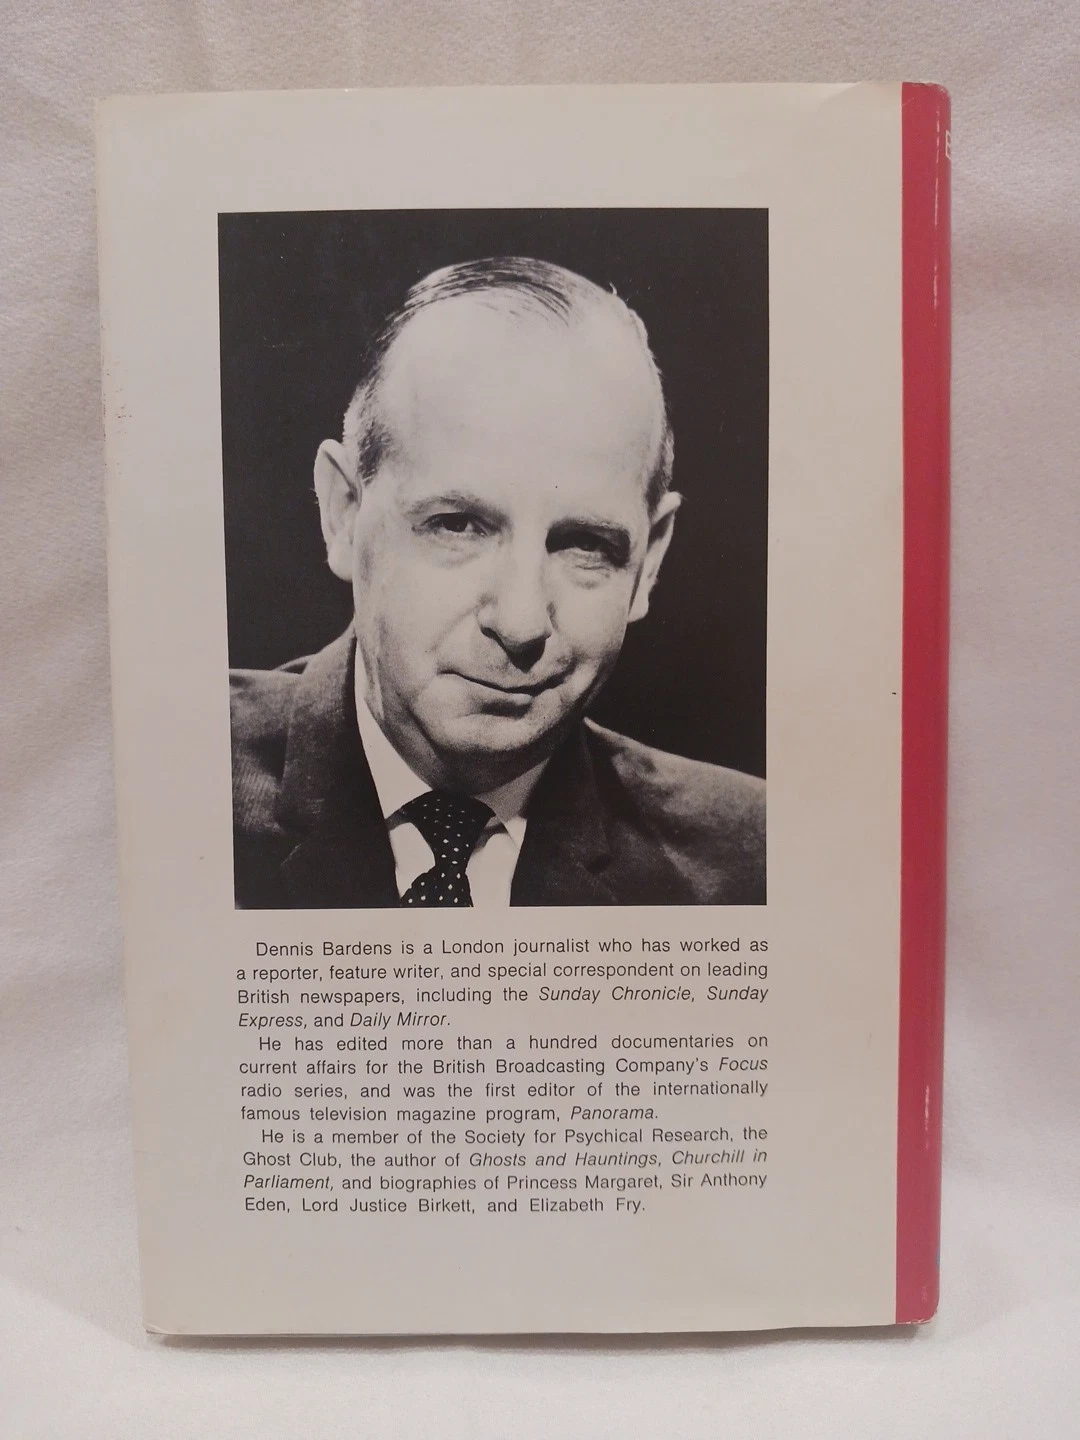 Dennis Bardens is a London journalist who has worked as
a reporter, feature writer, and special correspondent on leading
British newspapers, including the Sunday Chronicle, Sunday
Express, and Daily Mirror.
He has edited more than a hundred documentaries on
current affairs for the British Broadcasting Company's Focus
radio series, and was the first editor of the internationally
famous television magazine program, Panorama.
He is a member of the Society for Psychical Research, the
Ghost Club, the author of Ghosts and Hauntings, Churchill in
Parliament, and biographies of Princess Margaret, Sir Anthony
Eden, Lord Justice Birkett, and Elizabeth Fry.